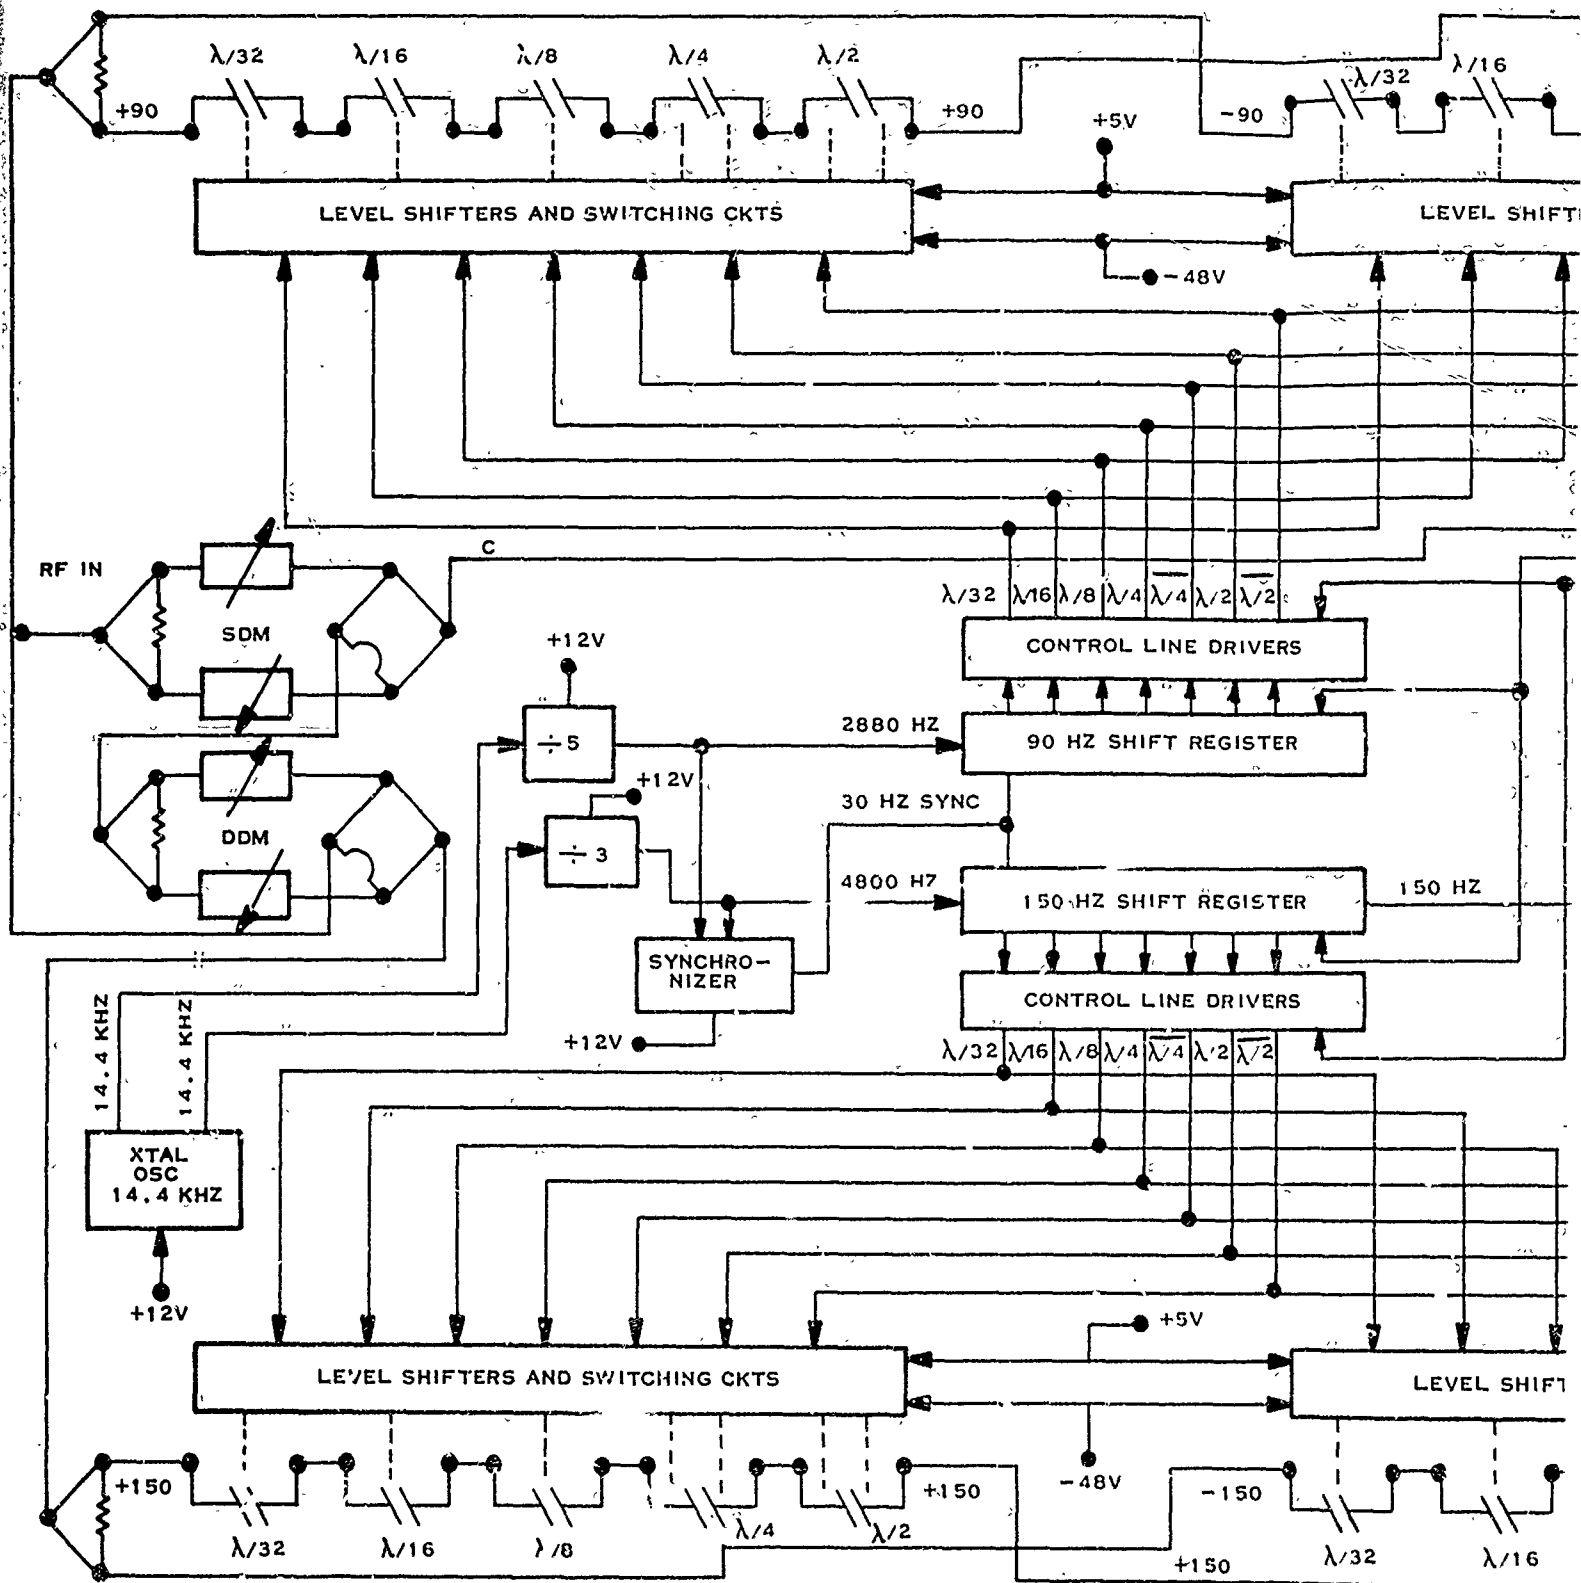 λ/32 λ/16 λ/8 λ/4 λ/2 λ/32 λ/16
+90 +90 +5V -90
LEVEL SHIFTERS AND SWITCHING CKTS LEVEL SHIFT
-48V
C
RF IN
λ/32 λ/16 λ/8 λ/4 λ/4 λ/2 λ/2
SDM
CONTROL LINE DRIVERS
+12V
2880 HZ
÷5
90 HZ SHIFT REGISTER
+12V
30 HZ SYNC
DDM
÷ 3
4800 HZ
150 HZ SHIFT REGISTER
150 HZ
SYNCHRO-
NIZER
CONTROL LINE DRIVERS
14.4 KHZ
14.4 KHZ
+12V
λ/32 λ/16 λ/8 λ/4 λ/4 λ/2 λ/2
XTAL
OSC
14.4 KHZ
+12V
+5V
LEVEL SHIFTERS AND SWITCHING CKTS LEVEL SHIFT
+150 +150 -48V -150
λ/32 λ/16 λ/8 λ/4 λ/2 λ/32 λ/16
+150